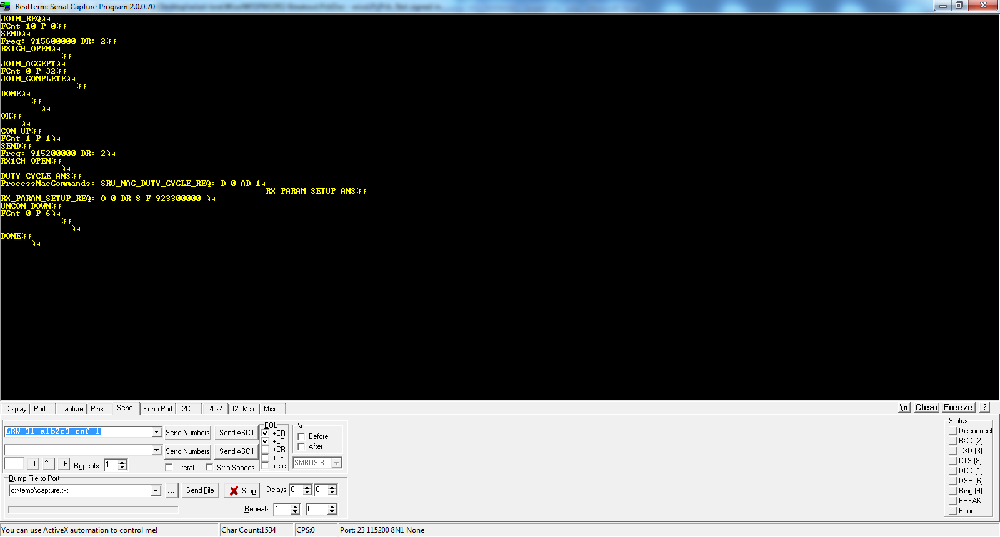 RealTerm: Serial Capture Program 2.0.0.70
JOIN_REQCRLF
FCnt 10 P 0CRLF
SENDCRLF
Freq: 915600000 DR: 2CRLF
RX1CH_OPENCRLF
CRLF
JOIN_ACCEPTCRLF
FCnt 0 P 32CRLF
JOIN_COMPLETECRLF
CRLF
DONECRLF
CRLF
CRLF
OKCRLF
CRLF
CON_UPCRLF
FCnt 1 P 1CRLF
SENDCRLF
Freq: 915200000 DR: 2CRLF
RX1CH_OPENCRLF
CRLF
DUTY_CYCLE_ANSCRLF
ProcessMacCommands: SRV_MAC_DUTY_CYCLE_REQ: D 0 AD 1LF
RX_PARAM_SETUP_ANSCRLF
RX_PARAM_SETUP_REQ: O 0 DR 8 F 923300000 CRLF
UNCON_DOWNCRLF
FCnt 0 P 6CRLF
CRLF
CRLF
DONECRLF
CRLF
Display Port Capture Pins Send Echo Port I2C I2C-2 I2CMisc Misc \n Clear Freeze ?
LRW 31 a1b2c3 cnf 1 Send Numbers Send ASCII
Send Numbers Send ASCII
0 ^C LF Repeats 1 Literal Strip Spaces
EOL
+CR
+LF
+CR
+LF
+crc
\n
Before
After
SMBUS 8
Dump File to Port
c:\temp\capture.txt ... Send File Stop Delays 0 0
Repeats 1 0
Status
Disconnect
RXD (2)
TXD (3)
CTS (8)
DCD (1)
DSR (6)
Ring (9)
BREAK
Error
You can use ActiveX automation to control me! Char Count:1534 CPS:0 Port: 23 115200 8N1 None